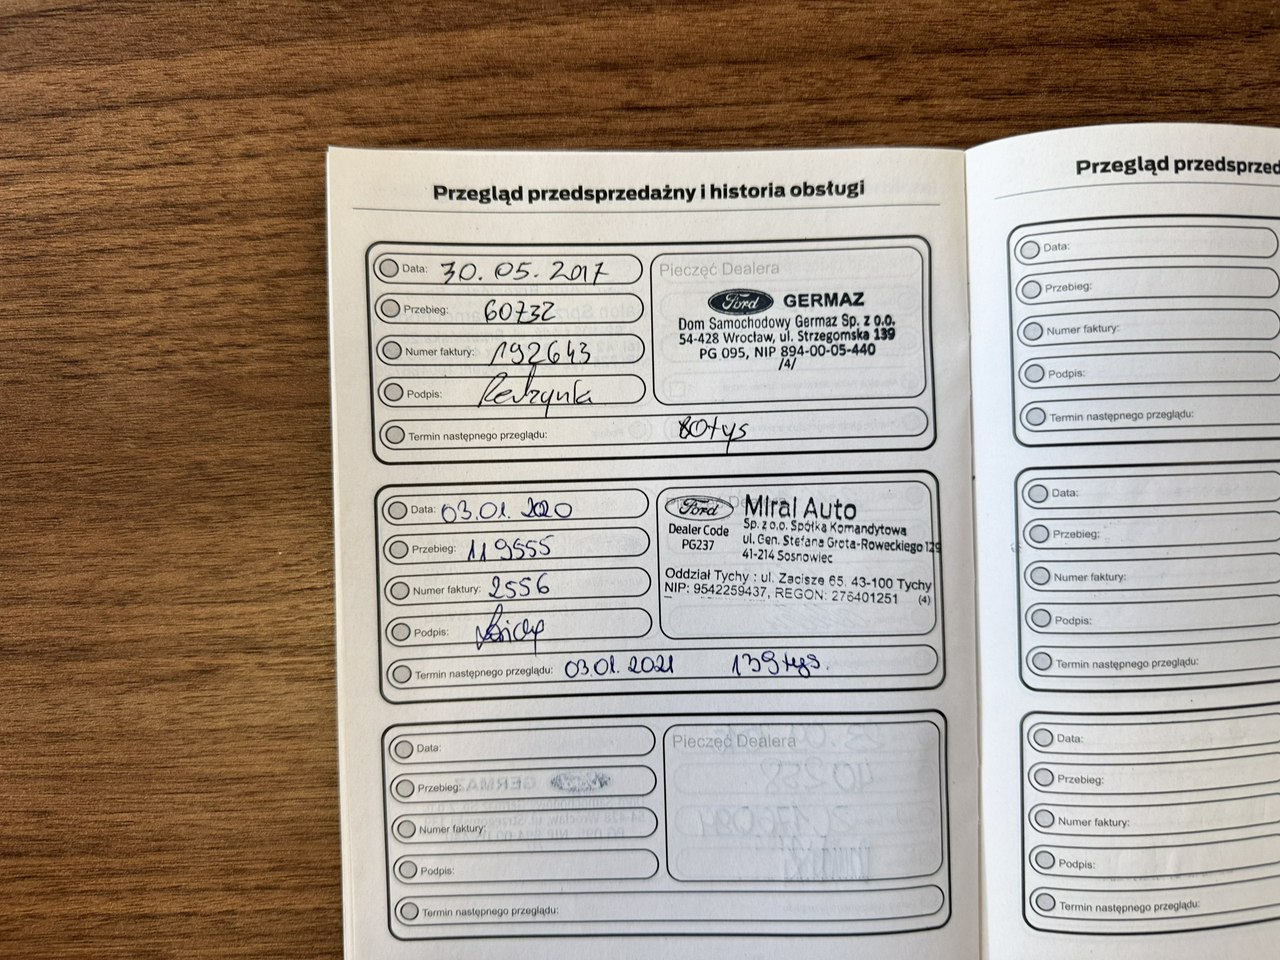 Przegląd przedsprzedażny i historia obsługi
Data: 30.05.2017
Przebieg: 60732
Numer faktury: 192643
Podpis:
Termin następnego przeglądu: 80tys
Pieczęć Dealera
Ford GERMAZ
Dom Samochodowy Germaz Sp. z o.o.
54-428 Wrocław, ul. Strzegomska 139
PG 095, NIP 894-00-05-440
/4/
Data: 03.01.2020
Przebieg: 119555
Numer faktury: 2556
Podpis:
Termin następnego przeglądu: 03.01.2021 139tys.
Ford Miral Auto
Dealer Code
PG237
Sp. z o.o. Spółka Komandytowa
ul. Gen. Stefana Grota-Roweckiego 129
41-214 Sosnowiec
Oddział Tychy : ul. Zacisze 65, 43-100 Tychy
NIP: 9542259437, REGON: 276401251 (4)
Data:
Przebieg:
Numer faktury:
Podpis:
Termin następnego przeglądu:
Pieczęć Dealera
Przegląd przedsprzed
Data:
Przebieg:
Numer faktury:
Podpis:
Termin następnego przeglądu:
Data:
Przebieg:
Numer faktury:
Podpis:
Termin następnego przeglądu:
Data:
Przebieg:
Numer faktury:
Podpis:
Termin następnego przeglądu: